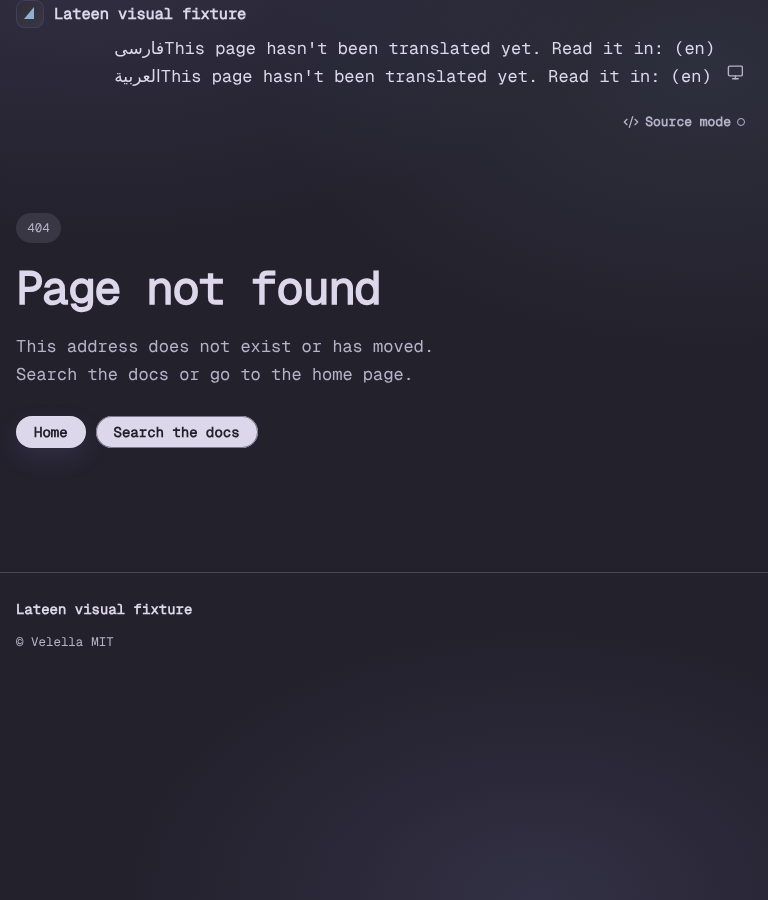 Lateen visual fixture
فارسیThis page hasn't been translated yet. Read it in: (en)
العربيةThis page hasn't been translated yet. Read it in: (en)
Source mode
404
Page not found
This address does not exist or has moved.
Search the docs or go to the home page.
Home
Search the docs
Lateen visual fixture
© Velella MIT